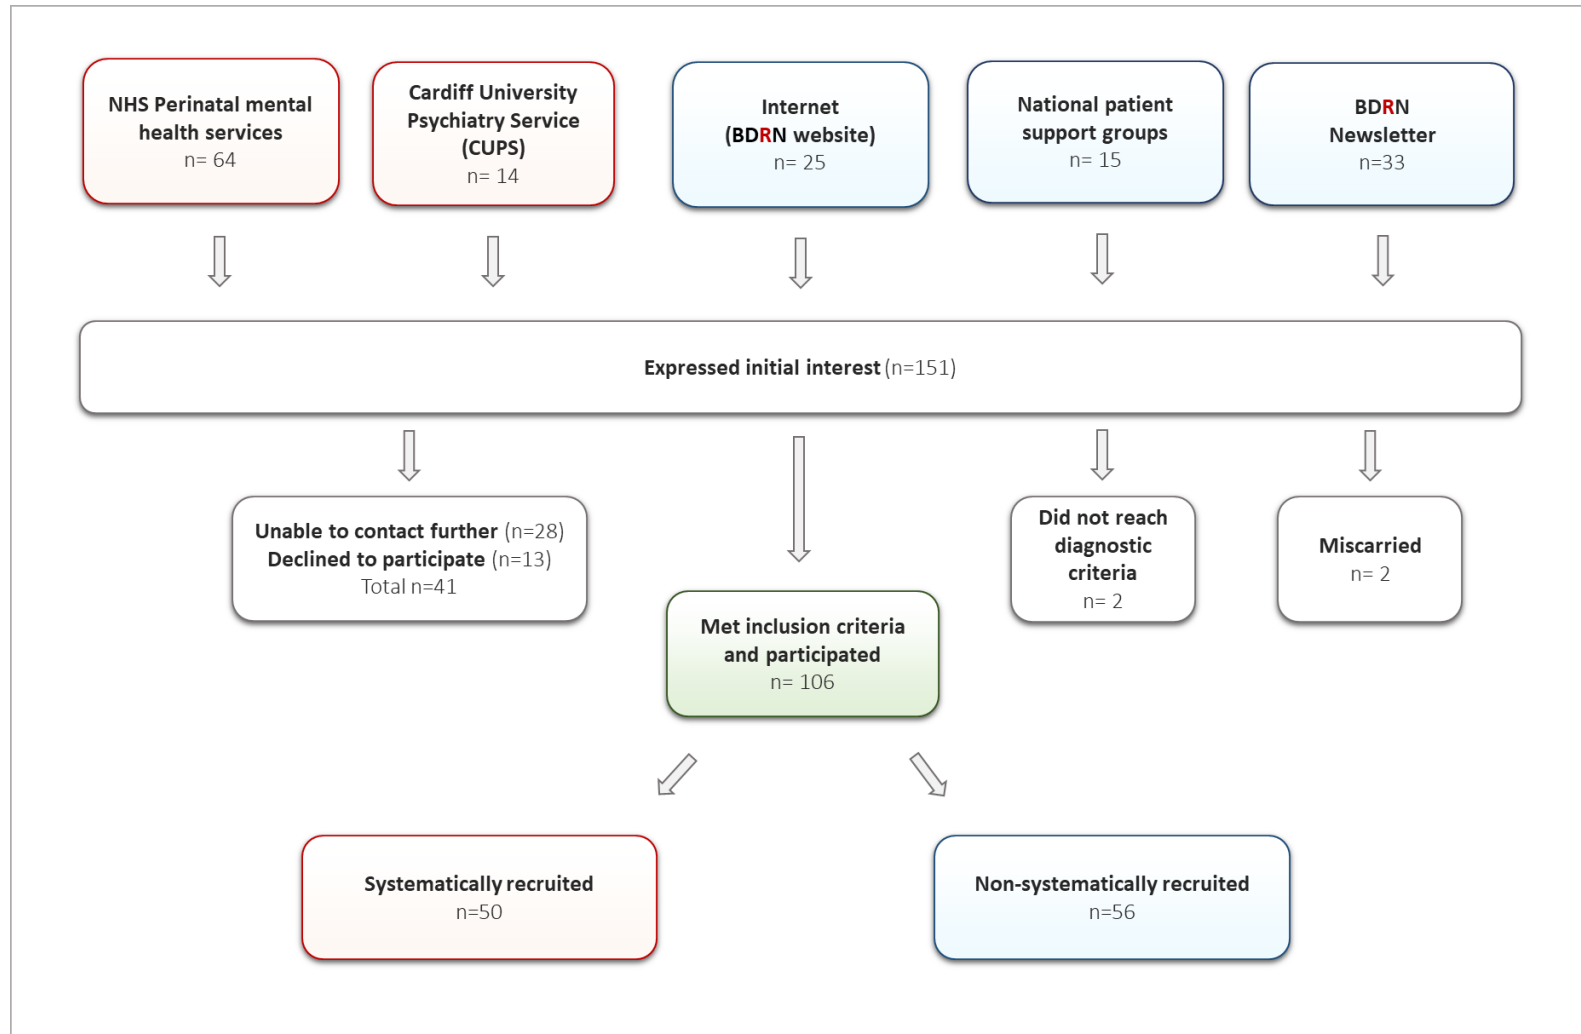 NHS Perinatal mental
health services
n= 64
Cardiff University
Psychiatry Service
(CUPS)
n= 14
Internet
(BDRN website)
n= 25
National patient
support groups
n= 15
BDRN
Newsletter
n=33
Expressed initial interest (n=151)
Unable to contact further (n=28)
Declined to participate (n=13)
Total n=41
Did not reach
diagnostic
criteria
n= 2
Miscarried
n= 2
Met inclusion criteria
and participated
n= 106
Systematically recruited
n=50
Non-systematically recruited
n=56